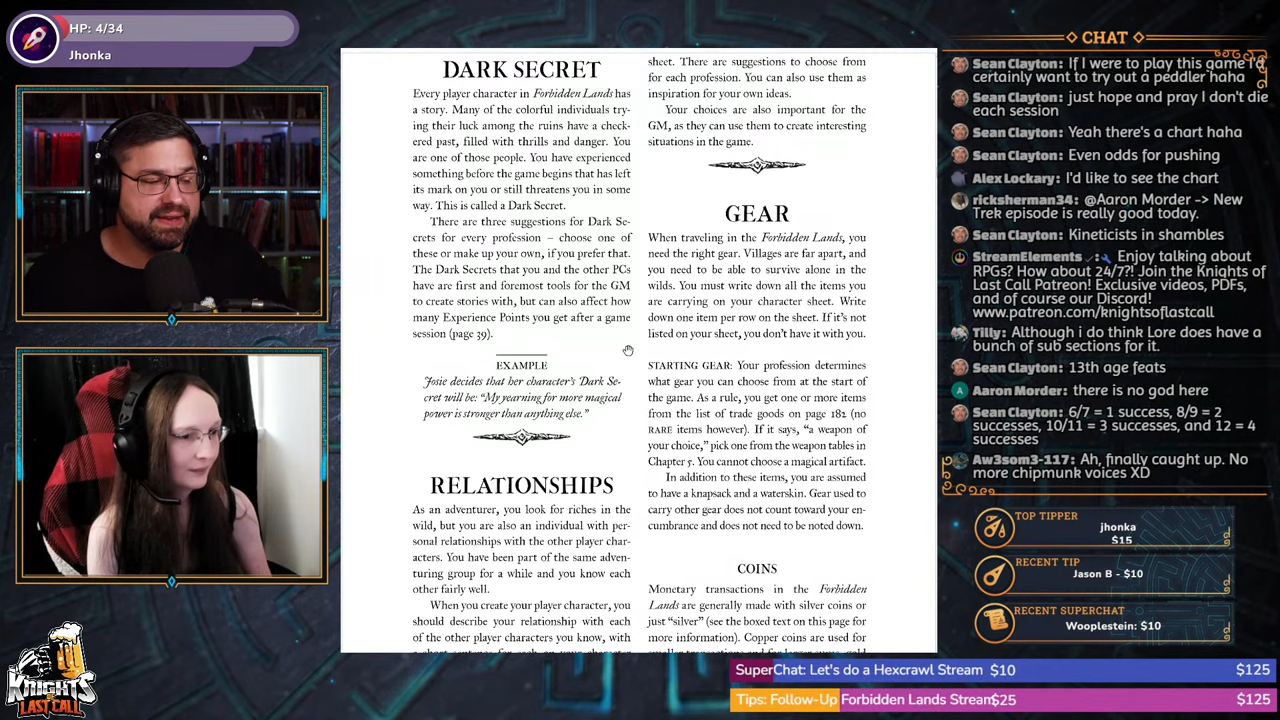 HP: 4/34
Jhonka
KNIGHTS
OF
LAST CALL
DARK SECRET
Every player character in Forbidden Lands has
a story. Many of the colorful individuals try-
ing their luck among the ruins have a check-
ered past, filled with thrills and danger. You
are one of those people. You have experienced
something before the game begins that has left
its mark on you or still threatens you in some
way. This is called a Dark Secret.
There are three suggestions for Dark Se-
crets for every profession – choose one of
these or make up your own, if you prefer that.
The Dark Secrets that you and the other PCs
have are first and foremost tools for the GM
to create stories with, but can also affect how
many Experience Points you get after a game
session (page 39).
EXAMPLE
Josie decides that her character's Dark Se-
cret will be: “My yearning for more magical
power is stronger than anything else.”
RELATIONSHIPS
As an adventurer, you look for riches in the
wild, but you are also an individual with per-
sonal relationships with the other player char-
acters. You have been part of the same adven-
turing group for a while and you know each
other fairly well.
When you create your player character, you
should describe your relationship with each
of the other player characters you know, with
a short sentence for each on your character
sheet. There are suggestions to choose from
for each profession. You can also use them as
inspiration for your own ideas.
Your choices are also important for the
GM, as they can use them to create interesting
situations in the game.
GEAR
When traveling in the Forbidden Lands, you
need the right gear. Villages are far apart, and
you need to be able to survive alone in the
wilds. You must write down all the items you
are carrying on your character sheet. Write
down one item per row on the sheet. If it's not
listed on your sheet, you don't have it with you.
STARTING GEAR: Your profession determines
what gear you can choose from at the start of
the game. As a rule, you get one or more items
from the list of trade goods on page 182 (no
RARE items however). If it says, “a weapon of
your choice,” pick one from the weapon tables in
Chapter 5. You cannot choose a magical artifact.
In addition to these items, you are assumed
to have a knapsack and a waterskin. Gear used to
carry other gear does not count toward your en-
cumbrance and does not need to be noted down.
COINS
Monetary transactions in the Forbidden
Lands are generally made with silver coins or
just “silver” (see the boxed text on this page for
more information). Copper coins are used for
CHAT
Sean Clayton: If I were to play this game I'd
certainly want to try out a peddler haha
Sean Clayton: just hope and pray I don't die
each session
Sean Clayton: Yeah there's a chart haha
Sean Clayton: Even odds for pushing
Alex Lockary: I'd like to see the chart
ricksherman34: @Aaron Morder -> New
Trek episode is really good today.
Sean Clayton: Kineticists in shambles
StreamElements: Enjoy talking about
RPGs? How about 24/7?! Join the Knights of
Last Call Patreon! Exclusive videos, PDFs,
and of course our Discord!
www.patreon.com/knightsoflastcall
Tilly: Although i do think Lore does have a
bunch of sub sections for it.
Sean Clayton: 13th age feats
A Aaron Morder: there is no god here
Sean Clayton: 6/7 = 1 success, 8/9 = 2
successes, 10/11 = 3 successes, and 12 = 4
successes
Aw3som3-117: Ah, finally caught up. No
more chipmunk voices XD
TOP TIPPER
jhonka
$15
RECENT TIP
Jason B - $10
RECENT SUPERCHAT
Wooplestein: $10
SuperChat: Let's do a Hexcrawl Stream $10 $125
Tips: Follow-Up Forbidden Lands Stream $25 $125